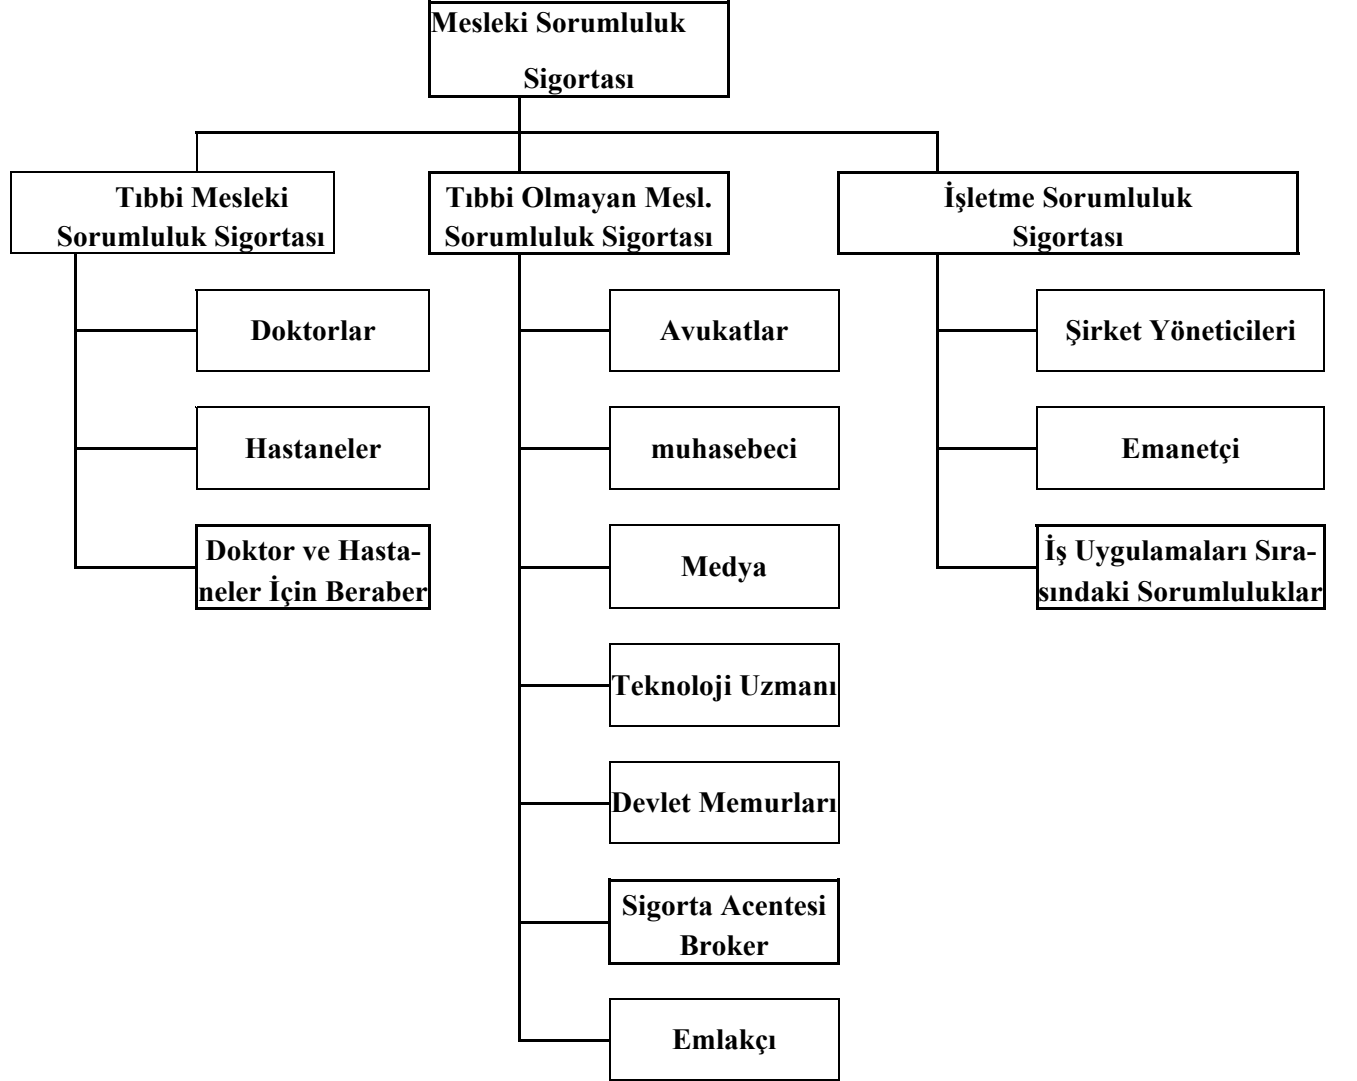 Mesleki Sorumluluk
Sigortası
Tıbbi Mesleki
Sorumluluk Sigortası
Doktorlar
Hastaneler
Doktor ve Hasta-
neler İçin Beraber
Tıbbi Olmayan Mesl.
Sorumluluk Sigortası
Avukatlar
muhasebeci
Medya
Teknoloji Uzmanı
Devlet Memurları
Sigorta Acentesi
Broker
Emlakçı
İşletme Sorumluluk
Sigortası
Şirket Yöneticileri
Emanetçi
İş Uygulamaları Sıra-
sındaki Sorumluluklar